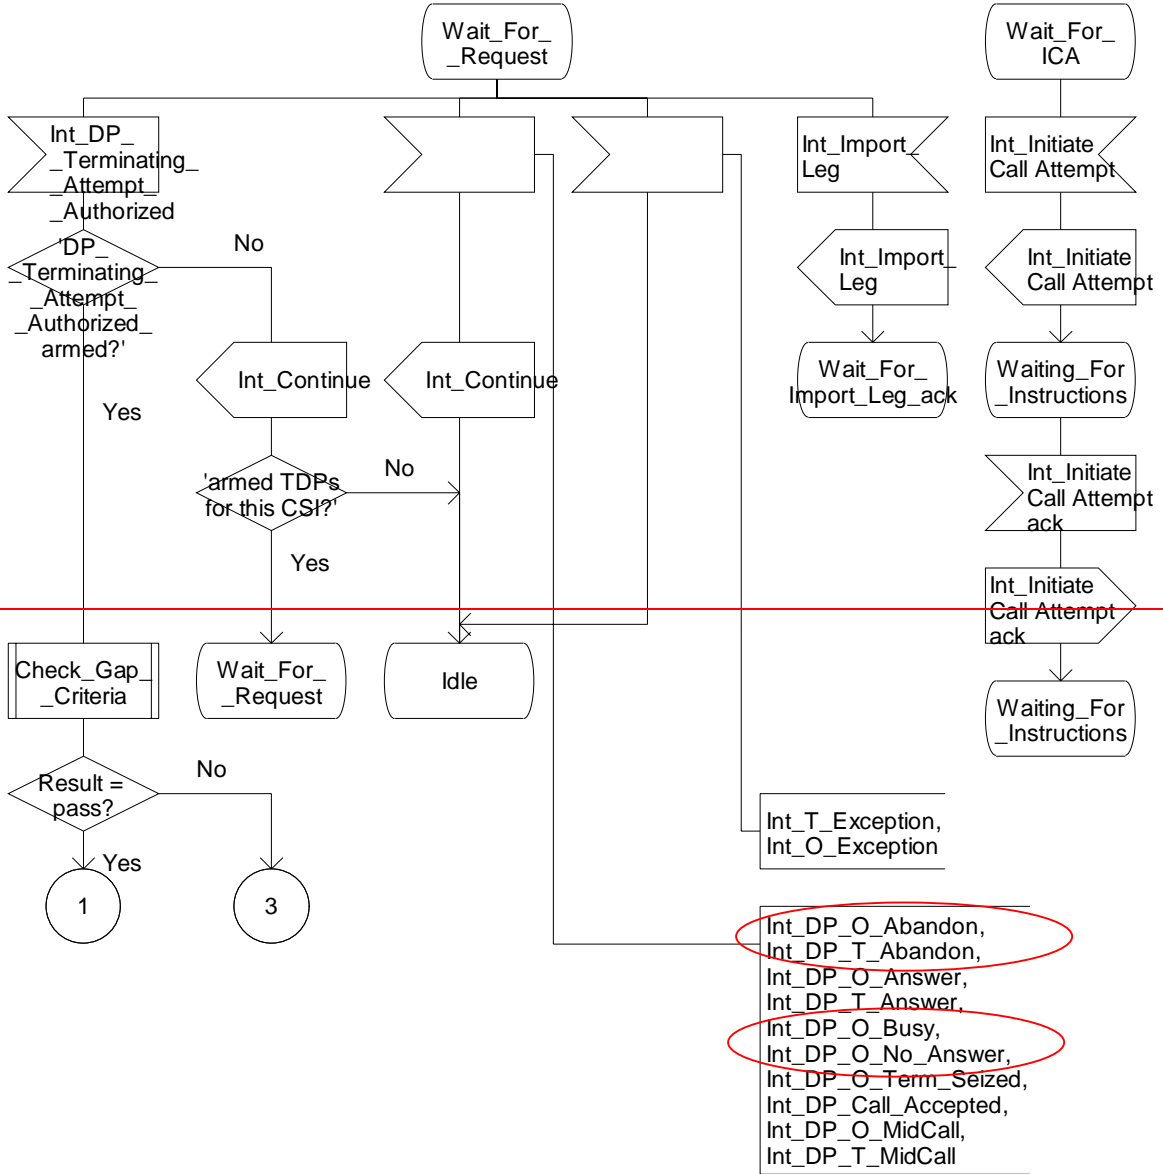 Wait_For_
_Request
Wait_For_
ICA
Int_DP_
_Terminating_
_Attempt_
_Authorized
Int_Import_
Leg
Int_Initiate
Call Attempt
'DP_
_Terminating_
_Attempt_
_Authorized_
armed?'
No
Int_Import_
Leg
Int_Initiate
Call Attempt
Yes
Int_Continue
Int_Continue
Wait_For_
Import_Leg_ack
Waiting_For
_Instructions
'armed TDPs
for this CSI?'
No
Yes
Int_Initiate
Call Attempt
ack
Int_Initiate
Call Attempt
ack
Check_Gap_
_Criteria
Wait_For_
_Request
Idle
Waiting_For
_Instructions
Result =
pass?
No
Yes
1
3
Int_T_Exception,
Int_O_Exception
Int_DP_O_Abandon,
Int_DP_T_Abandon,
Int_DP_O_Answer,
Int_DP_T_Answer,
Int_DP_O_Busy,
Int_DP_O_No_Answer,
Int_DP_O_Term_Seized,
Int_DP_Call_Accepted,
Int_DP_O_MidCall,
Int_DP_T_MidCall